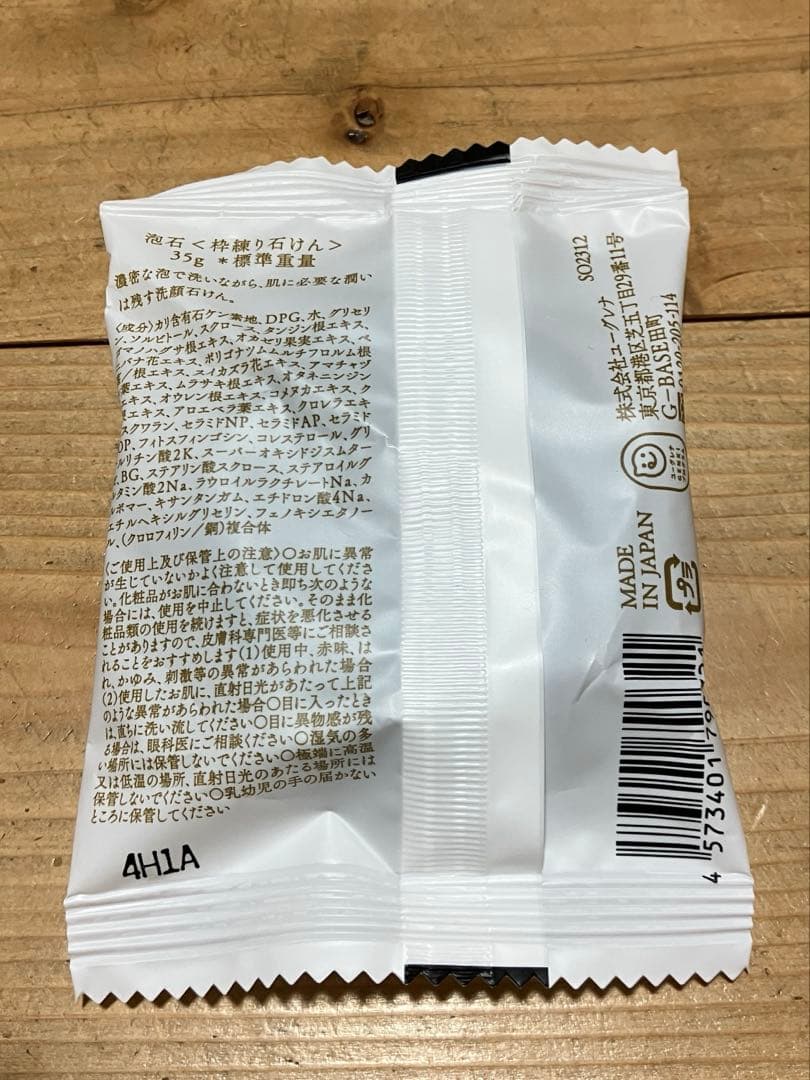 泡石＜枠練り石けん＞
35g ＊標準重量
濃密な泡で洗いながら、肌に必要な潤い
は残す洗顔石けん。
〈成分〉カリ含有石ケン素地、DPG、水、グリセリ
ン、ソルビトール、スクロース、タンジン根エキス、
ゴマノハグサ根エキス、オカゼリ果実エキス、ベ
ニバナ花エキス、ポリゴナツムムルチフロルム根
/根エキス、スイカズラ花エキス、アマチャヅ
葉エキス、ムラサキ根エキス、オタネニンジン
エキス、オウレン根エキス、コメヌカエキス、ク
エキス、アロエベラ葉エキス、クロレラエキ
スクワラン、セラミドNP、セラミドAP、セラミド
OP、フィトスフィンゴシン、コレステロール、グリ
ルリチン酸2K、スーパーオキシドジスムター
BG、ステアリン酸スクロース、ステアロイルグ
タミン酸2Na、ラウロイルラクチレートNa、カ
ルボマー、キサンタンガム、エチドロン酸4Na、
エチルヘキシルグリセリン、フェノキシエタノー
ル、(クロロフィリン/銅)複合体
〈ご使用上及び保管上の注意〉○お肌に異常
が生じていないかよく注意して使用してくださ
い。化粧品がお肌に合わないとき即ち次のような
場合には、使用を中止してください。そのまま化
粧品類の使用を続けますと、症状を悪化させる
ことがありますので、皮膚科専門医等にご相談さ
れることをおすすめします(1)使用中、赤味、は
れ、かゆみ、刺激等の異常があらわれた場合
(2)使用したお肌に、直射日光があたって上記
のような異常があらわれた場合○目に入ったとき
は、直ちに洗い流してください○目に異物感が残
る場合は、眼科医にご相談ください○湿気の多
い場所には保管しないでください○極端に高温
又は低温の場所、直射日光のあたる場所には
保管しないでください○乳幼児の手の届かない
ところに保管してください
4H1A
SO2312
株式会社ユーグレナ
東京都港区芝五丁目29番11号
G-BASE田町
MADE
IN JAPAN
プラ
4 573401